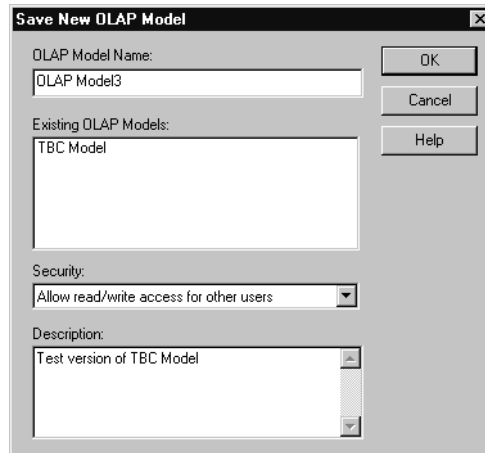 Save New OLAP Model
OLAP Model Name:
OLAP Model3
Existing OLAP Models:
TBC Model
Security:
Allow read/write access for other users
Description:
Test version of TBC Model
OK
Cancel
Help